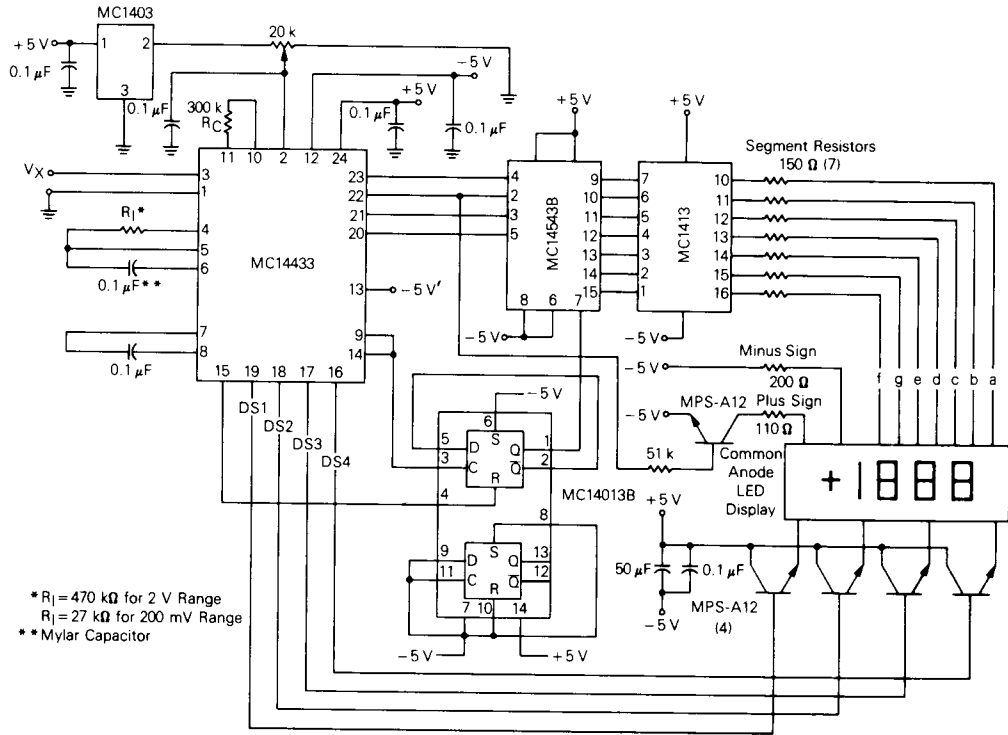 MC1403
+5 V
1
2
3
0.1 μF
20 k
0.1 μF
300 k
R_C
−5 V
+5 V
0.1 μF
0.1 μF
11 10 2 12 24
V_X
3
1
R_I*
4
5
6
0.1 μF**
7
8
0.1 μF
MC14433
23
22
21
20
13
−5 V'
9
14
15 19 18 17 16
DS1
DS2
DS3
DS4
+5 V
4
2
3
5
MC14543B
9
10
11
12
13
14
15
8 6 7
−5 V
+5 V
7
6
5
4
3
2
1
MC1413
10
11
12
13
14
15
16
−5 V
Segment Resistors
150 Ω (7)
f g e d c b a
Minus Sign
−5 V
200 Ω
MPS-A12
Plus Sign
−5 V
110 Ω
51 k
Common
Anode
LED
Display
+1888
−5 V
6
5
3
4
S
D
C
R
Q
Q̅
1
2
MC14013B
8
9
11
S
D
C
R
Q
Q̅
13
12
7 10 14
−5 V
+5 V
+5 V
50 μF
0.1 μF
−5 V
MPS-A12
(4)
*R_I = 470 kΩ for 2 V Range
R_I = 27 kΩ for 200 mV Range
**Mylar Capacitor